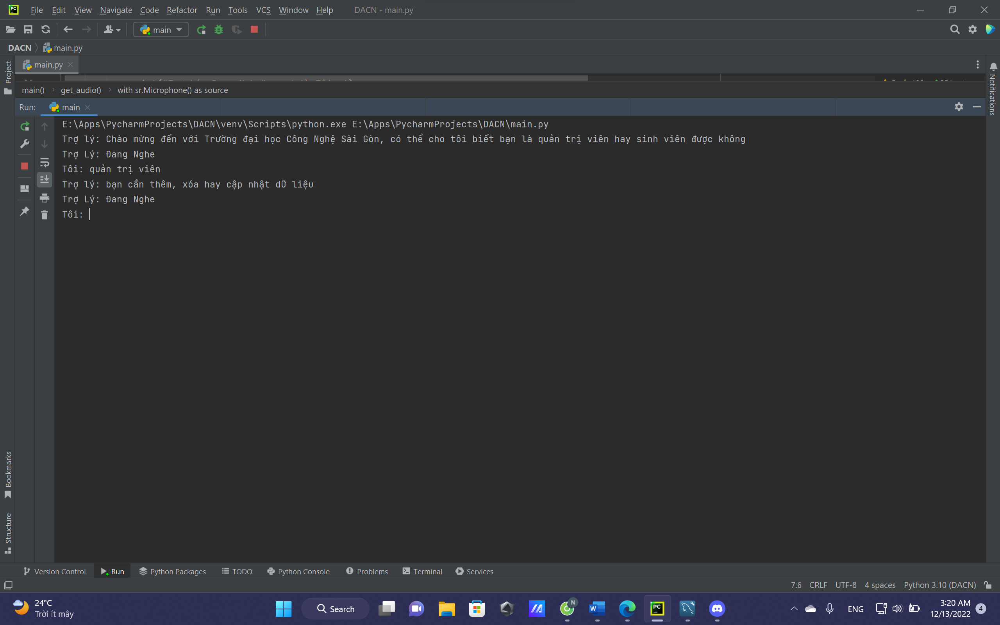 PC File Edit View Navigate Code Refactor Run Tools VCS Window Help DACN - main.py
main
DACN main.py
Project
main.py
main() get_audio() with sr.Microphone() as source
Notifications
Run: main
E:\Apps\PycharmProjects\DACN\venv\Scripts\python.exe E:\Apps\PycharmProjects\DACN\main.py
Trợ lý: Chào mừng đến với Trường đại học Công Nghệ Sài Gòn, có thể cho tôi biết bạn là quản trị viên hay sinh viên được không
Trợ Lý: Đang Nghe
Tôi: quản trị viên
Trợ lý: bạn cần thêm, xóa hay cập nhật dữ liệu
Trợ Lý: Đang Nghe
Tôi:
Bookmarks
Structure
Version Control Run Python Packages TODO Python Console Problems Terminal Services
7:6 CRLF UTF-8 4 spaces Python 3.10 (DACN)
24°C
Trời ít mây
Search
N
W
PC
ENG
3:20 AM
12/13/2022
4